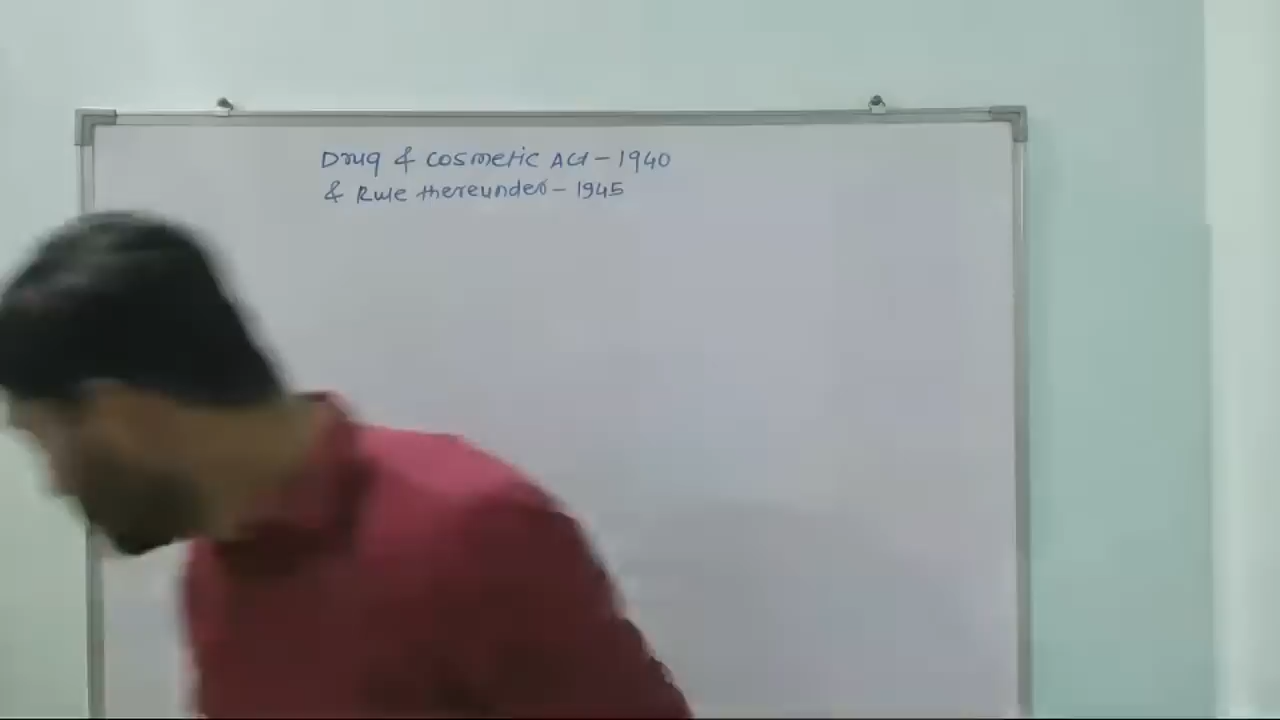 Drug & Cosmetic Act - 1940
& Rule thereunder - 1945